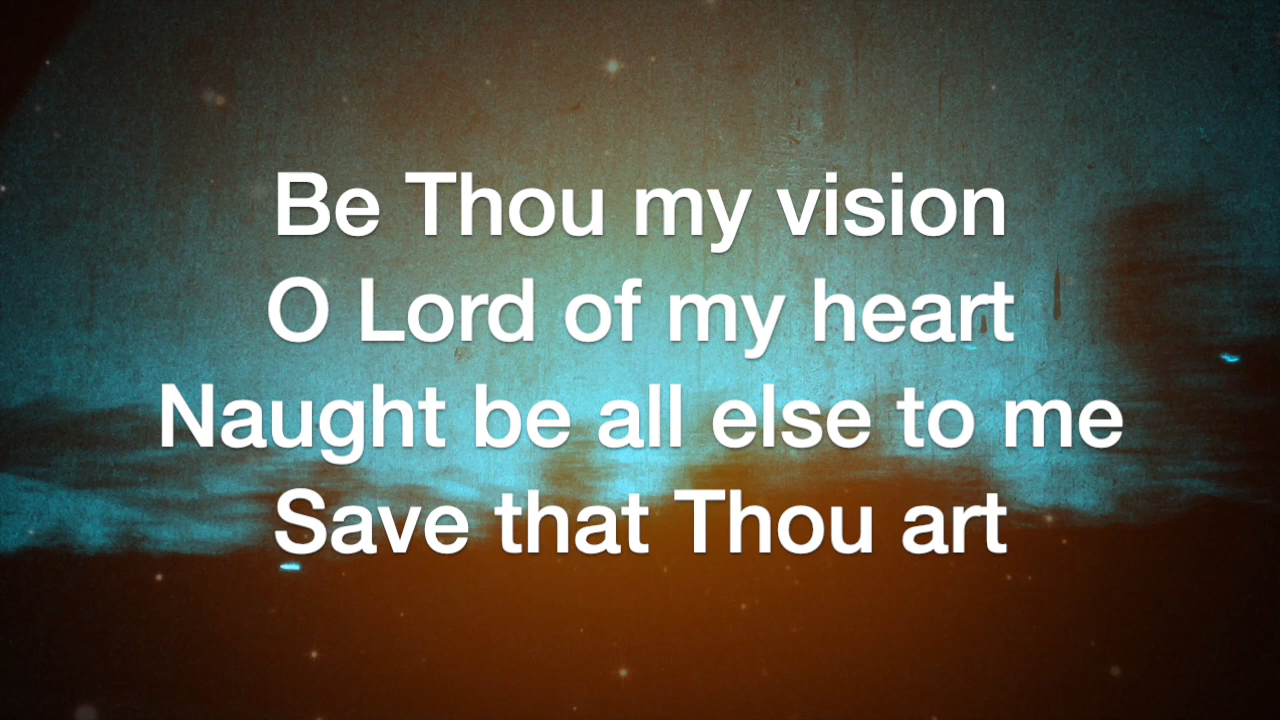 Be Thou my vision
O Lord of my heart
Naught be all else to me
Save that Thou art